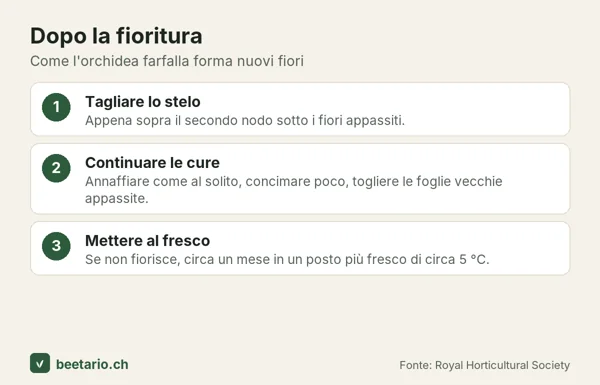 Dopo la fioritura
Come l'orchidea farfalla forma nuovi fiori
1
Tagliare lo stelo
Appena sopra il secondo nodo sotto i fiori appassiti.
2
Continuare le cure
Annaffiare come al solito, concimare poco, togliere le foglie vecchie
appassite.
3
Mettere al fresco
Se non fiorisce, circa un mese in un posto più fresco di circa 5 °C.
beetario.ch
Fonte: Royal Horticultural Society